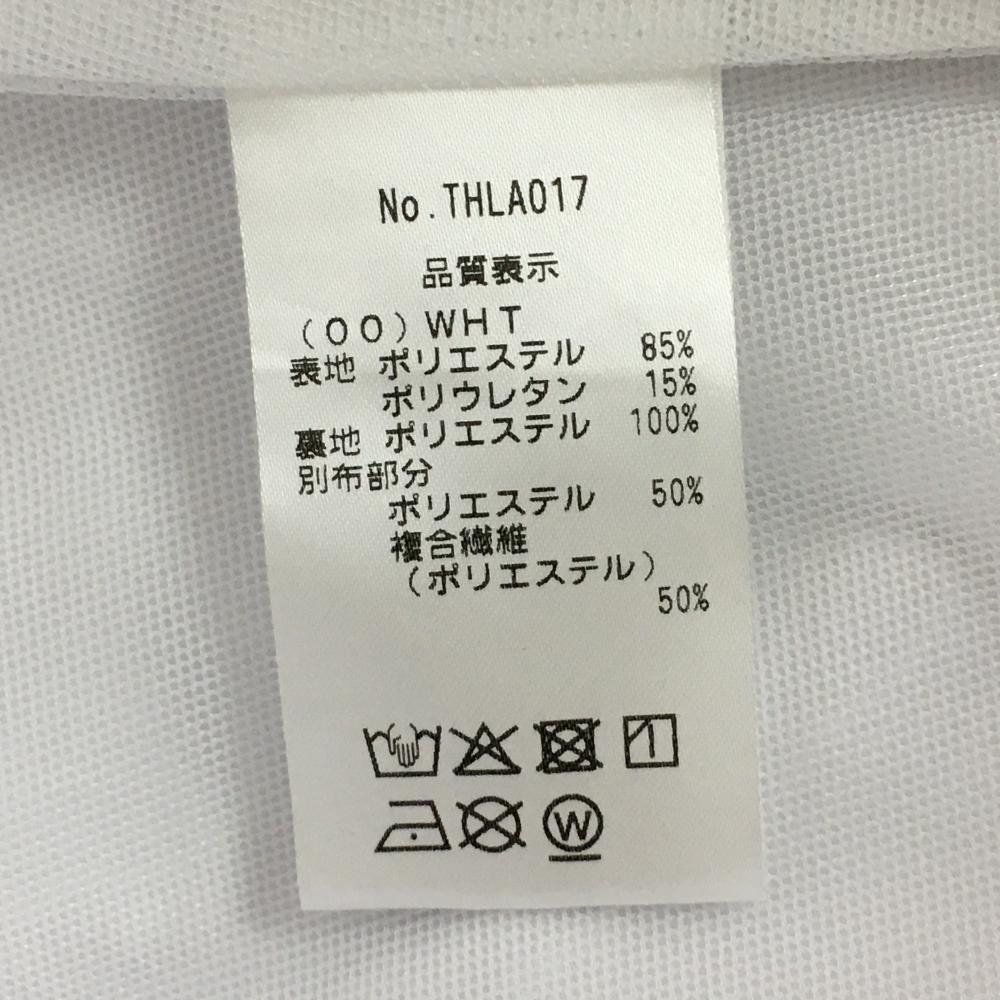 No.THLA017
品質表示
(00)WHT
表地 ポリエステル 85%
ポリウレタン 15%
裏地 ポリエステル 100%
別布部分
ポリエステル 50%
複合繊維
(ポリエステル)
50%
W